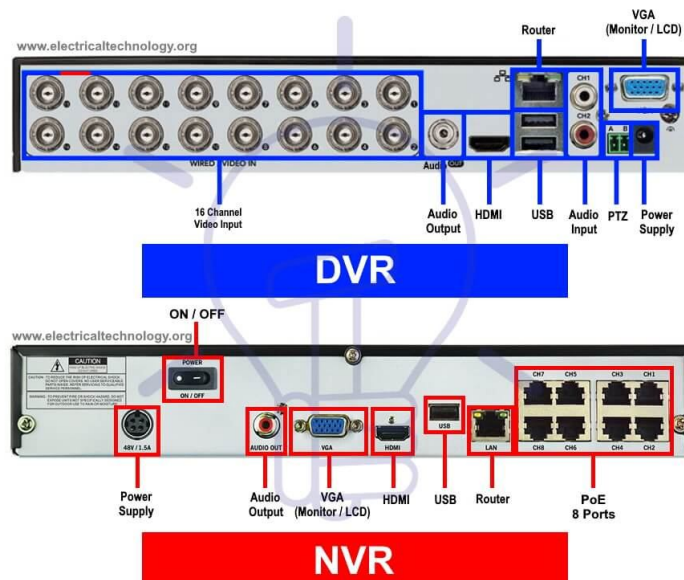 www.electricaltechnology.org
Router
VGA
(Monitor / LCD)
CH1
CH2
A B
WIRED VIDEO IN
Audio OUT
16 Channel
Video Input
Audio
Output
HDMI
USB
Audio
Input
PTZ
Power
Supply
DVR
ON / OFF
www.electricaltechnology.org
CAUTION
POWER
ON / OFF
48V / 1.5A
AUDIO OUT
VGA
HDMI
USB
LAN
CH7 CH5 CH3 CH1
CH8 CH6 CH4 CH2
Power
Supply
Audio
Output
VGA
(Monitor / LCD)
HDMI
USB
Router
PoE
8 Ports
NVR